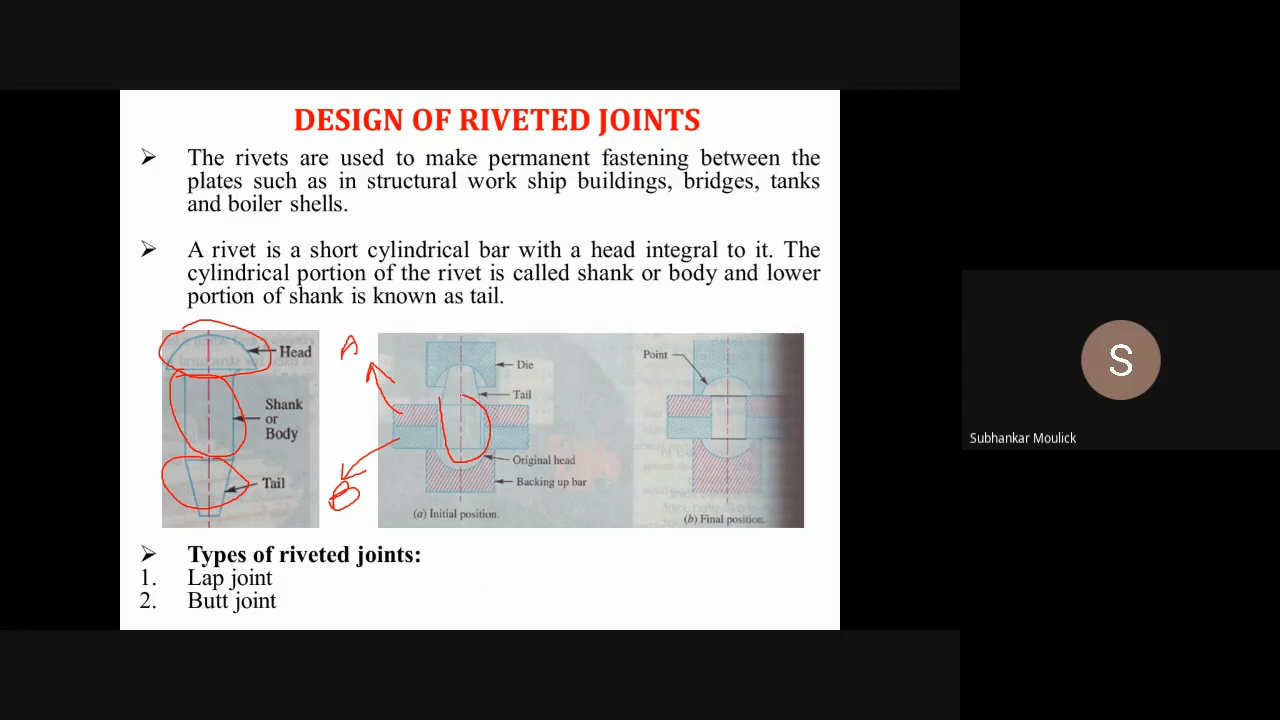 DESIGN OF RIVETED JOINTS
➢ The rivets are used to make permanent fastening between the
plates such as in structural work ship buildings, bridges, tanks
and boiler shells.
➢ A rivet is a short cylindrical bar with a head integral to it. The
cylindrical portion of the rivet is called shank or body and lower
portion of shank is known as tail.
Head
Shank
or
Body
Tail
A
B
Die
Tail
Original head
Backing up bar
(a) Initial position.
Point
(b) Final position.
➢ Types of riveted joints:
1. Lap joint
2. Butt joint
S
Subhankar Moulick